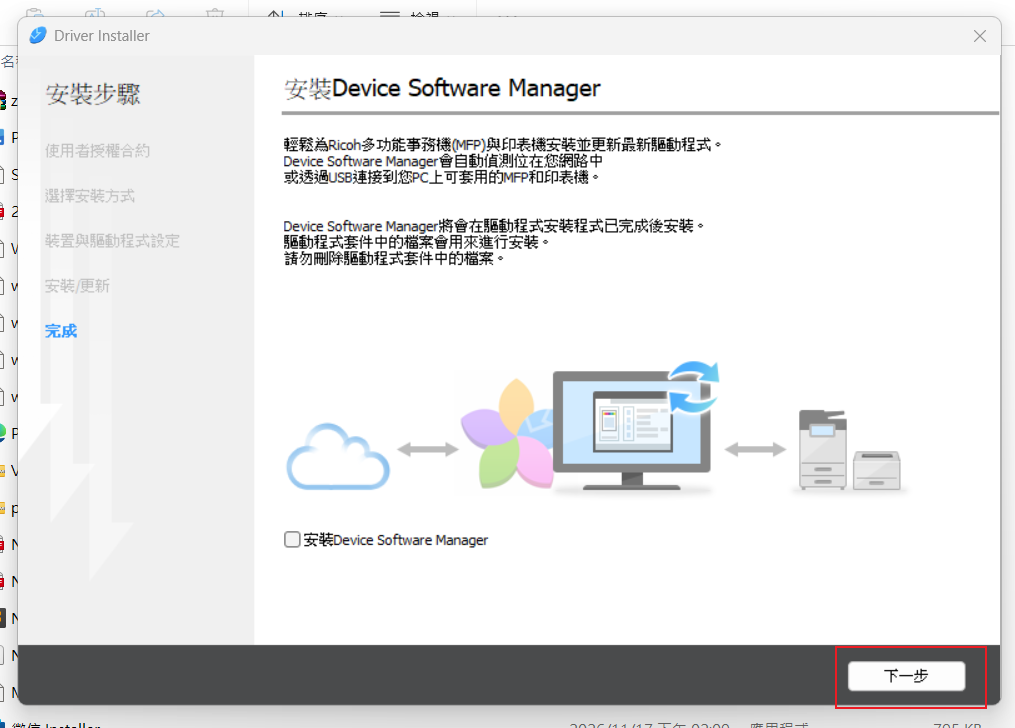 排序
檢視
Driver Installer
安裝步驟
使用者授權合約
選擇安裝方式
裝置與驅動程式設定
安裝/更新
完成
安裝Device Software Manager
輕鬆為Ricoh多功能事務機(MFP)與印表機安裝並更新最新驅動程式。
Device Software Manager會自動偵測位在您網路中
或透過USB連接到您PC上可套用的MFP和印表機。
Device Software Manager將會在驅動程式安裝程式已完成後安裝。
驅動程式套件中的檔案會用來進行安裝。
請勿刪除驅動程式套件中的檔案。
安裝Device Software Manager
下一步